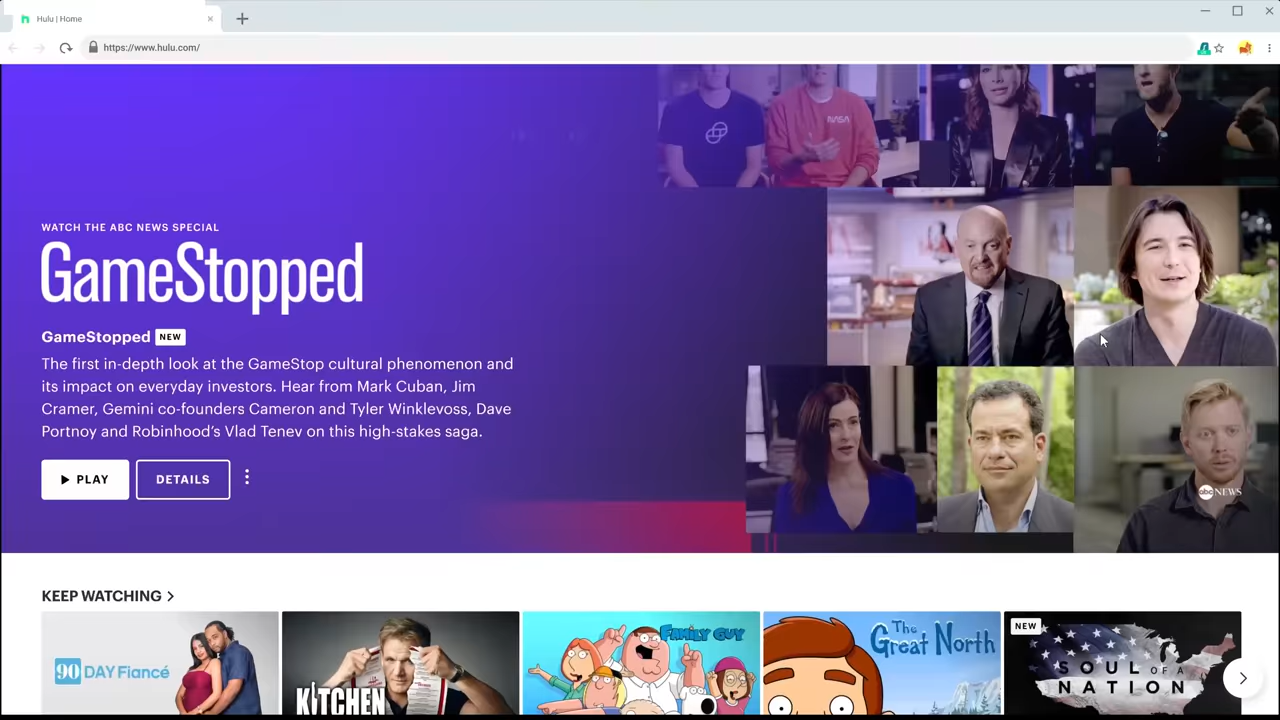 Hulu | Home
https://www.hulu.com/
NASA
WATCH THE ABC NEWS SPECIAL
GameStopped
GameStopped NEW
The first in-depth look at the GameStop cultural phenomenon and
its impact on everyday investors. Hear from Mark Cuban, Jim
Cramer, Gemini co-founders Cameron and Tyler Winklevoss, Dave
Portnoy and Robinhood’s Vlad Tenev on this high-stakes saga.
PLAY
DETAILS
abc NEWS
KEEP WATCHING
90 DAY Fiancé
KITCHEN
FAMILY GUY
The
Great North
NEW
SOUL OF A
NATION